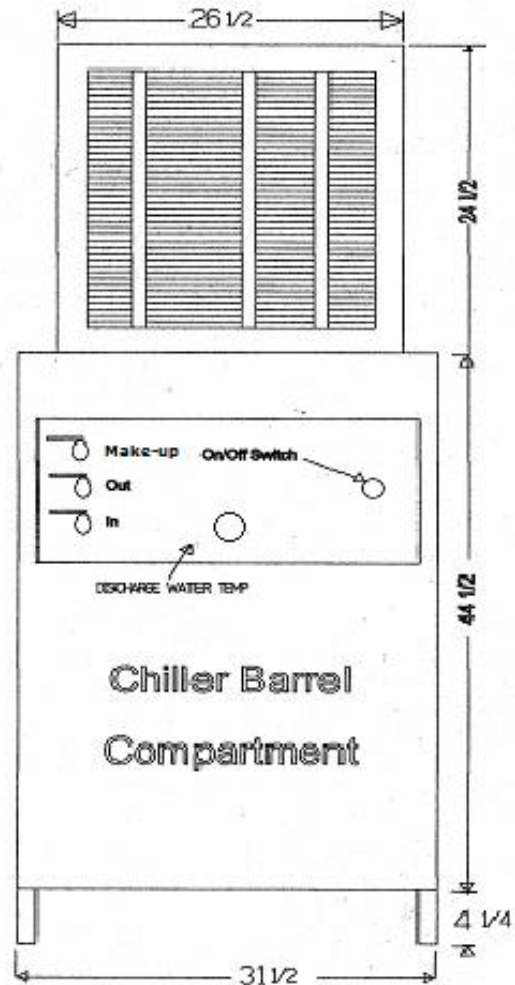 26 1/2
24 1/2
Make-up
On/Off Switch
Out
In
DISCHARGE WATER TEMP
44 1/2
Chiller Barrel
Compartment
4 1/4
31 1/2